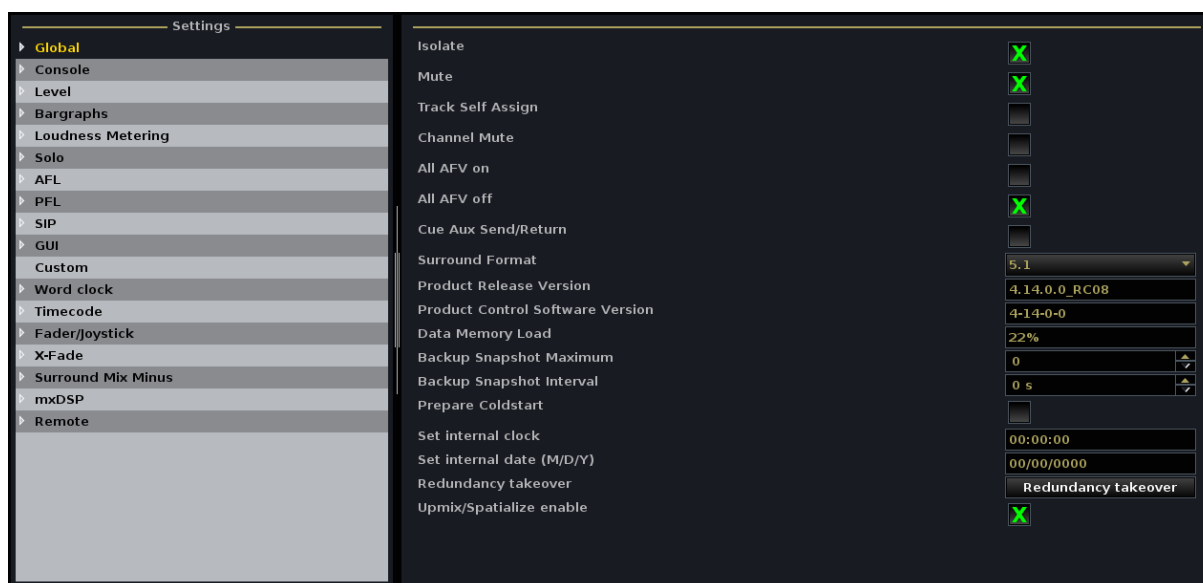 Settings
Global
Console
Level
Bargraphs
Loudness Metering
Solo
AFL
PFL
SIP
GUI
Custom
Word clock
Timecode
Fader/Joystick
X-Fade
Surround Mix Minus
mxDSP
Remote
Isolate X
Mute X
Track Self Assign
Channel Mute
All AFV on
All AFV off X
Cue Aux Send/Return
Surround Format 5.1
Product Release Version 4.14.0.0_RC08
Product Control Software Version 4-14-0-0
Data Memory Load 22%
Backup Snapshot Maximum 0
Backup Snapshot Interval 0 s
Prepare Coldstart
Set internal clock 00:00:00
Set internal date (M/D/Y) 00/00/0000
Redundancy takeover Redundancy takeover
Upmix/Spatialize enable X